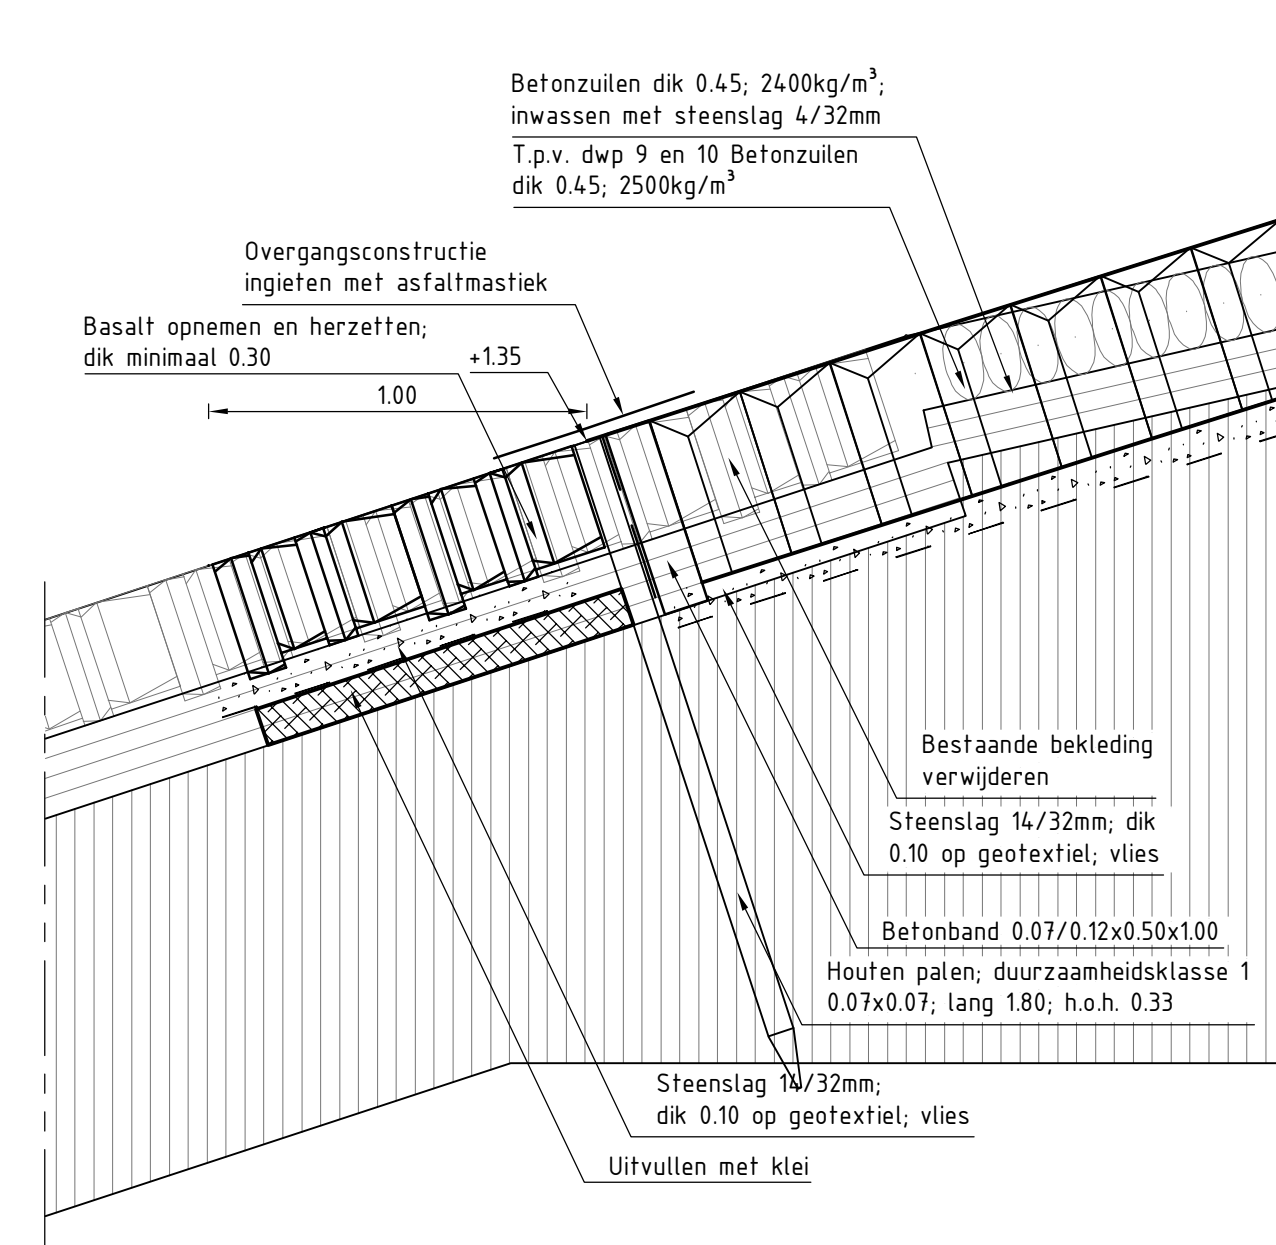 Betonzuilen dik 0.45; 2400kg/m³;
inwassen met steenslag 4/32mm
T.p.v. dwp 9 en 10 Betonzuilen
dik 0.45; 2500kg/m³
Overgangsconstructie
ingieten met asfaltmastiek
Basalt opnemen en herzetten;
dik minimaal 0.30
+1.35
1.00
Bestaande bekleding
verwijderen
Steenslag 14/32mm; dik
0.10 op geotextiel; vlies
Betonband 0.07/0.12x0.50x1.00
Houten palen; duurzaamheidsklasse 1
0.07x0.07; lang 1.80; h.o.h. 0.33
Steenslag 14/32mm;
dik 0.10 op geotextiel; vlies
Uitvullen met klei